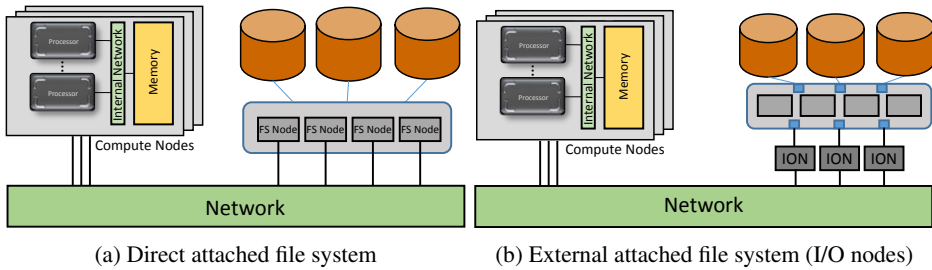 Processor
Processor
Internal Network
Memory
Compute Nodes
FS Node
FS Node
FS Node
FS Node
Network
(a) Direct attached file system
Processor
Processor
Internal Network
Memory
Compute Nodes
ION
ION
ION
Network
(b) External attached file system (I/O nodes)